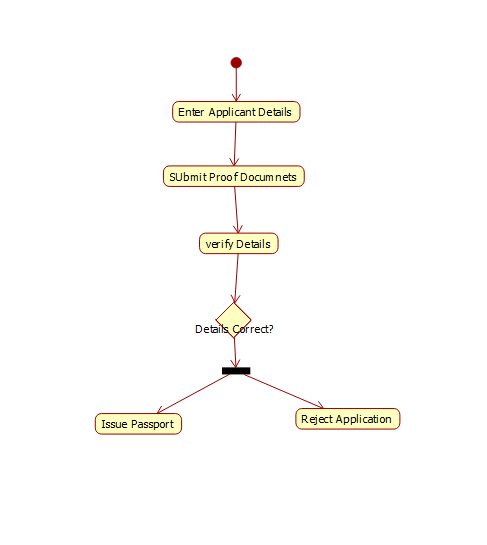 Enter Applicant Details
SUbmit Proof Documnets
verify Details
Details Correct?
Issue Passport
Reject Application